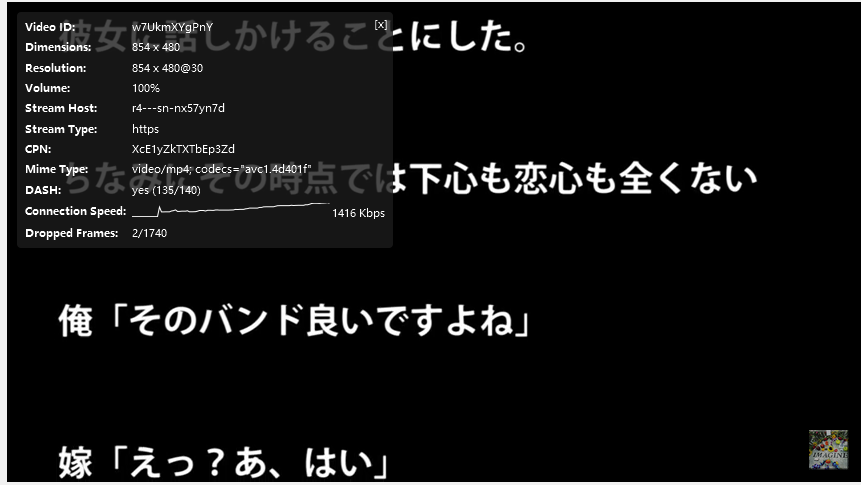 彼女に話しかけることにした。
[x]
Video ID: w7UkmXYgPnY
Dimensions: 854 x 480
Resolution: 854 x 480@30
Volume: 100%
Stream Host: r4---sn-nx57yn7d
Stream Type: https
CPN: XcE1yZkTXTbEp3Zd
Mime Type: video/mp4; codecs="avc1.4d401f"
DASH: yes (135/140)
Connection Speed: 1416 Kbps
Dropped Frames: 2/1740
ちなみにその時点では下心も恋心も全くない
俺「そのバンド良いですよね」
嫁「えっ？あ、はい」
IMAGINE